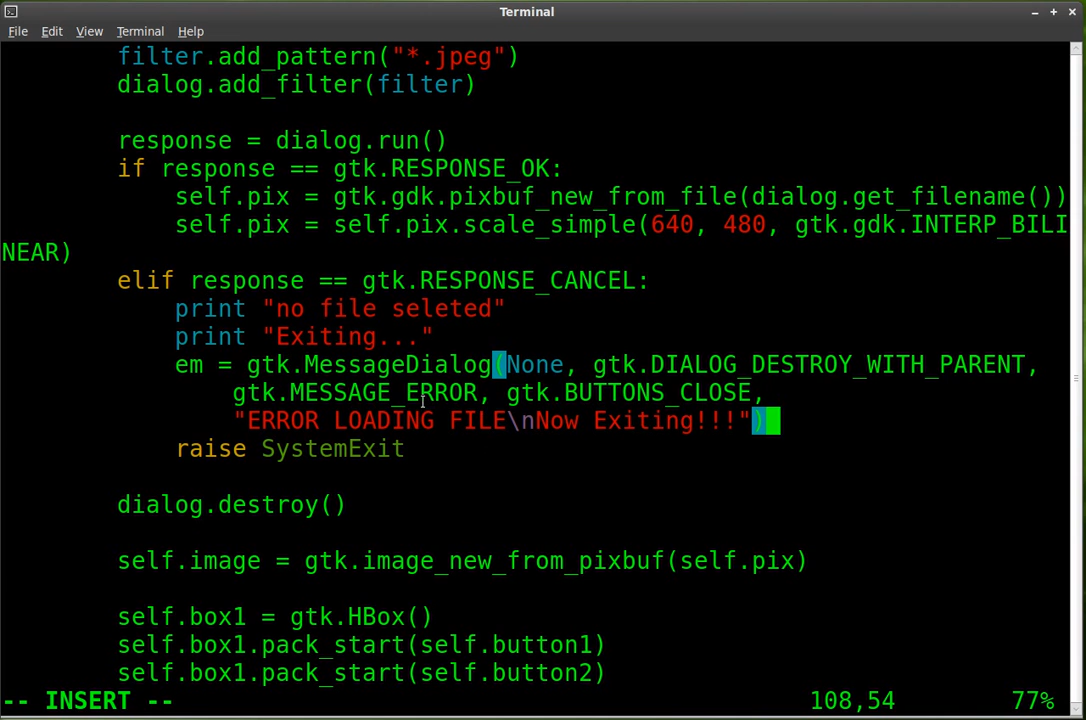 Terminal
File Edit View Terminal Help
filter.add_pattern("*.jpeg")
dialog.add_filter(filter)
response = dialog.run()
if response == gtk.RESPONSE_OK:
self.pix = gtk.gdk.pixbuf_new_from_file(dialog.get_filename())
self.pix = self.pix.scale_simple(640, 480, gtk.gdk.INTERP_BILI
NEAR)
elif response == gtk.RESPONSE_CANCEL:
print "no file seleted"
print "Exiting..."
em = gtk.MessageDialog(None, gtk.DIALOG_DESTROY_WITH_PARENT,
gtk.MESSAGE_ERROR, gtk.BUTTONS_CLOSE,
"ERROR LOADING FILE\nNow Exiting!!!")
raise SystemExit
dialog.destroy()
self.image = gtk.image_new_from_pixbuf(self.pix)
self.box1 = gtk.HBox()
self.box1.pack_start(self.button1)
self.box1.pack_start(self.button2)
-- INSERT -- 108,54 77%